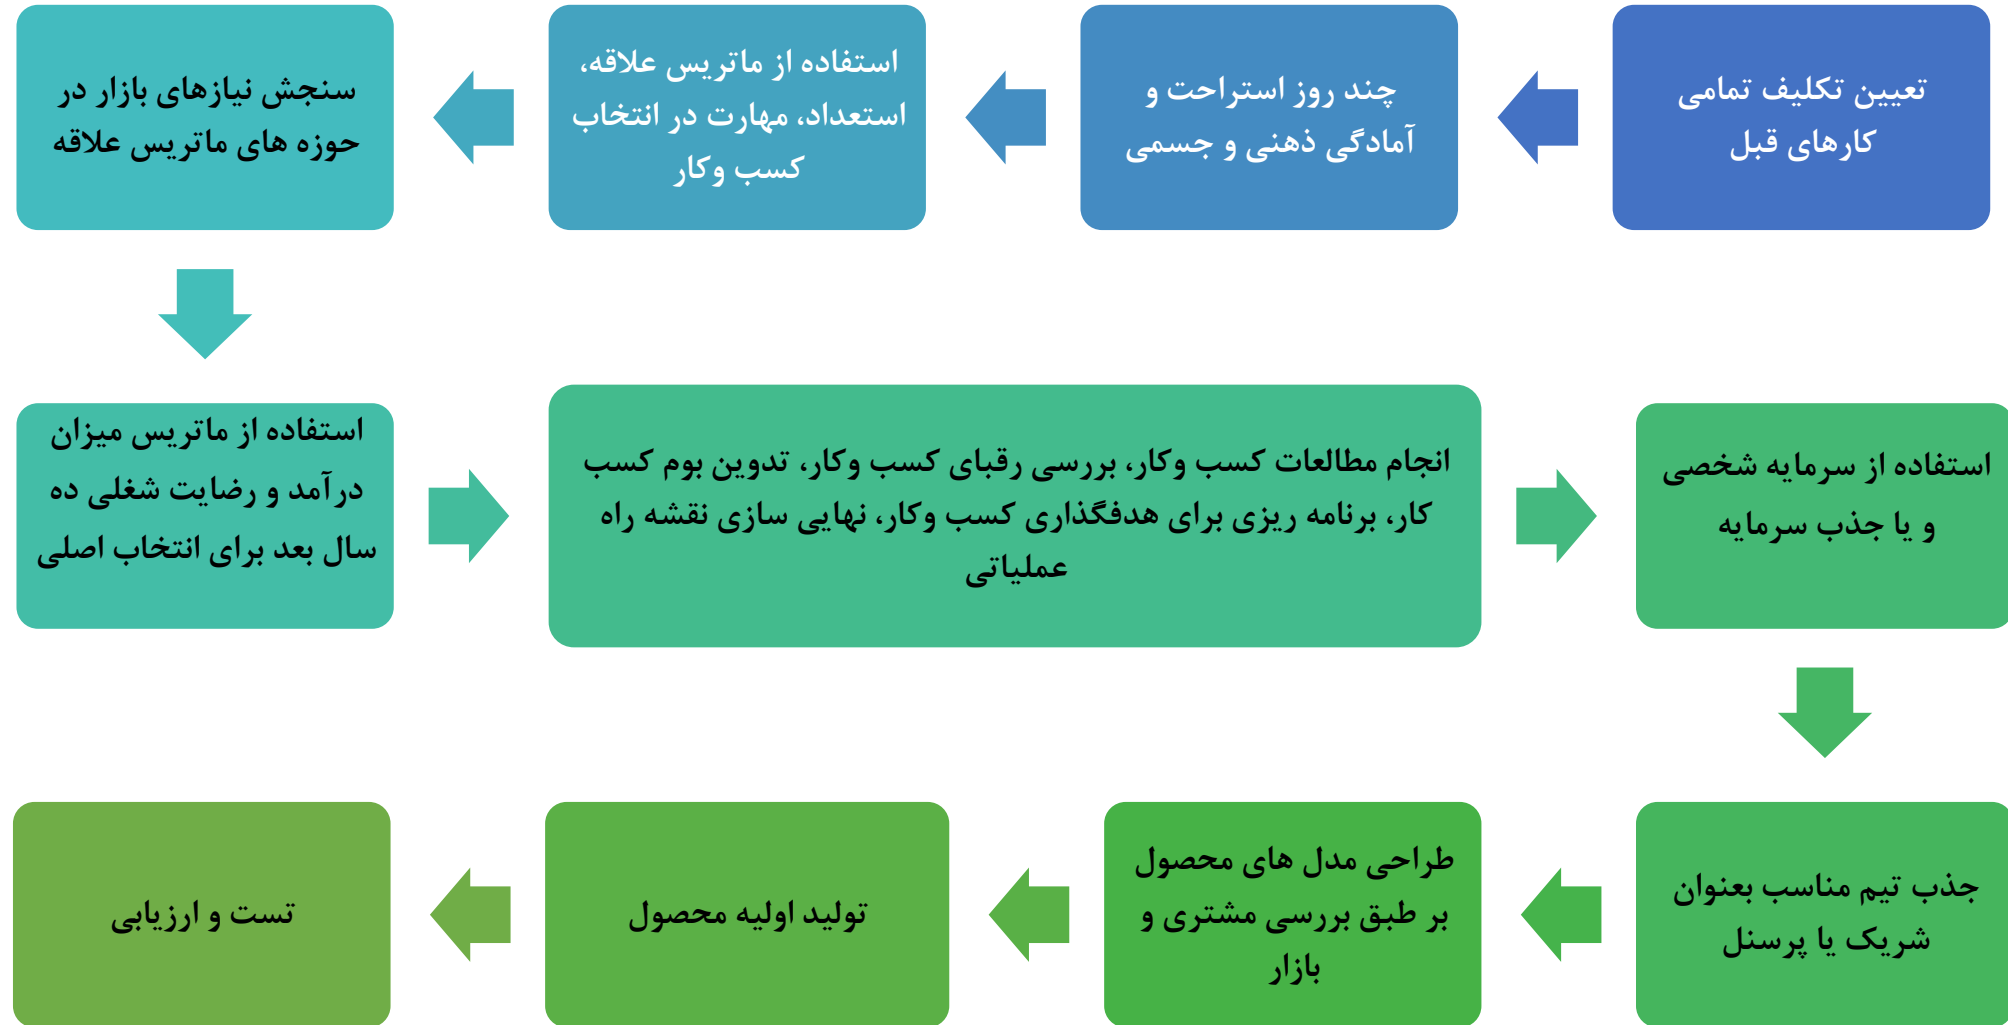 تعیین تکلیف تمامی
کارهای قبل
چند روز استراحت و
آمادگی ذهنی و جسمی
استفاده از ماتریس علاقه،
استعداد، مهارت در انتخاب
کسب وکار
سنجش نیازهای بازار در
حوزه های ماتریس علاقه
استفاده از ماتریس میزان
درآمد و رضایت شغلی ده
سال بعد برای انتخاب اصلی
انجام مطالعات کسب وکار، بررسی رقبای کسب وکار، تدوین بوم کسب
کار، برنامه ریزی برای هدفگذاری کسب وکار، نهایی سازی نقشه راه
عملیاتی
استفاده از سرمایه شخصی
و یا جذب سرمایه
جذب تیم مناسب بعنوان
شریک یا پرسنل
طراحی مدل های محصول
بر طبق بررسی مشتری و
بازار
تولید اولیه محصول
تست و ارزیابی